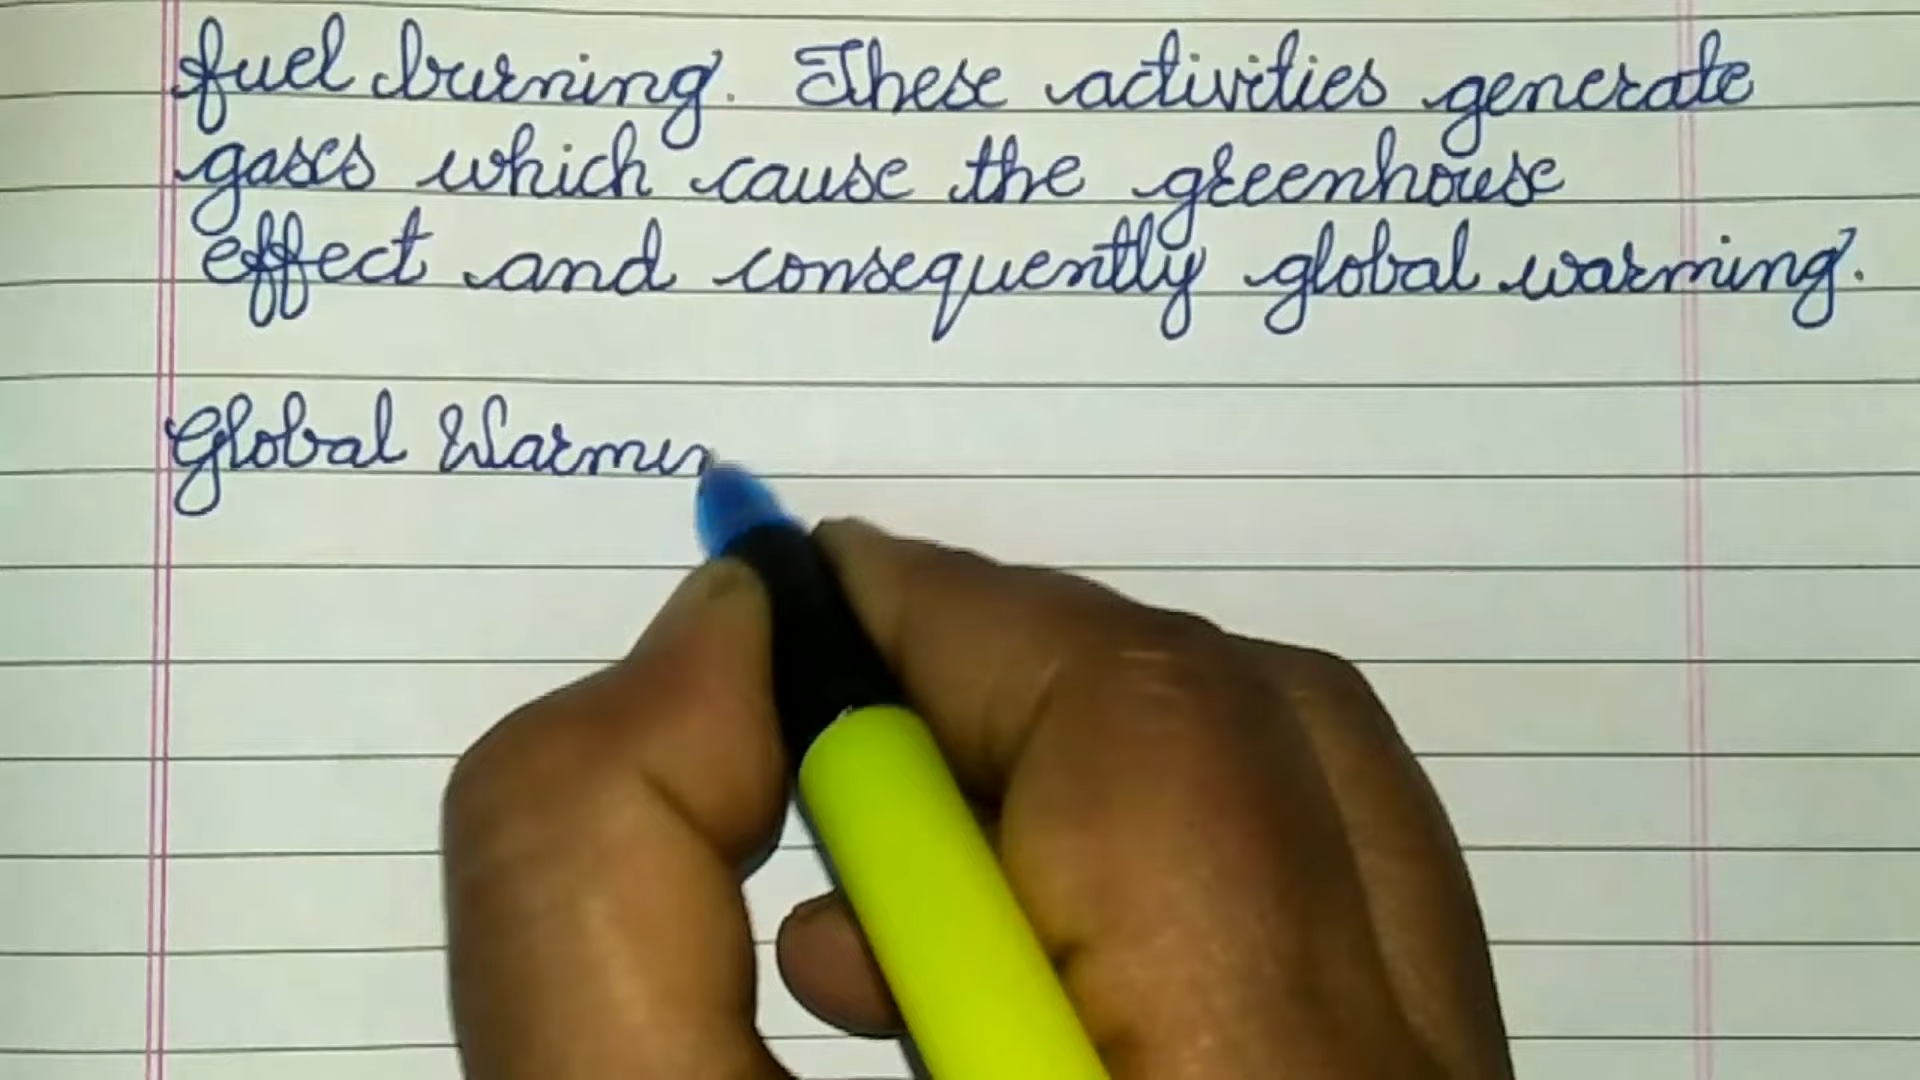 fuel burning. These activities generate
gases which cause the greenhouse
effect and consequently global warming.
Global Warmin